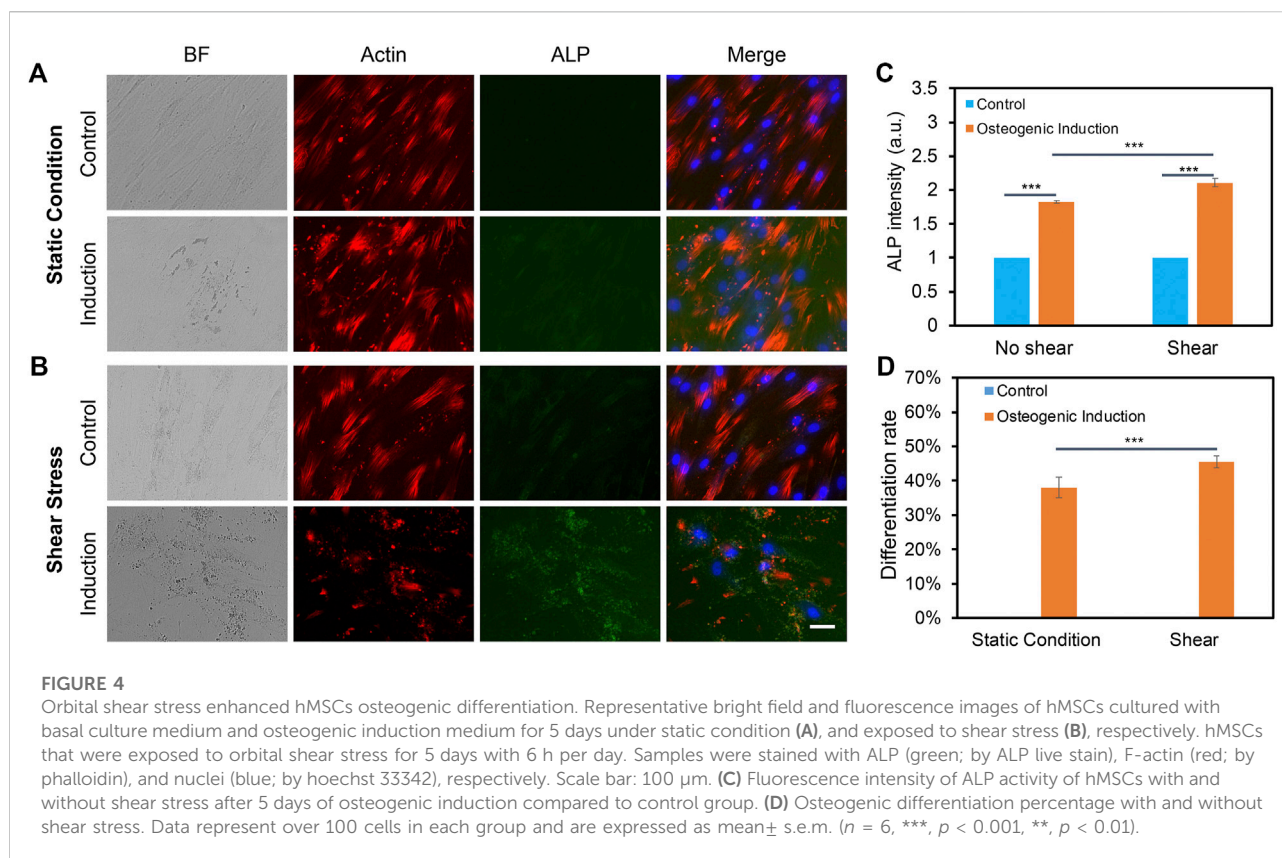 BF Actin ALP Merge
A
Static Condition
Control
Induction
B
Shear Stress
Control
Induction
C
ALP intensity (a.u.)
3.5
3
2.5
2
1.5
1
0.5
0
Control
Osteogenic Induction
***
***
***
No shear Shear
D
Differentiation rate
70%
60%
50%
40%
30%
20%
10%
0%
Control
Osteogenic Induction
***
Static Condition Shear
FIGURE 4
Orbital shear stress enhanced hMSCs osteogenic differentiation. Representative bright field and fluorescence images of hMSCs cultured with
basal culture medium and osteogenic induction medium for 5 days under static condition (A), and exposed to shear stress (B), respectively. hMSCs
that were exposed to orbital shear stress for 5 days with 6 h per day. Samples were stained with ALP (green; by ALP live stain), F-actin (red; by
phalloidin), and nuclei (blue; by hoechst 33342), respectively. Scale bar: 100 μm. (C) Fluorescence intensity of ALP activity of hMSCs with and
without shear stress after 5 days of osteogenic induction compared to control group. (D) Osteogenic differentiation percentage with and without
shear stress. Data represent over 100 cells in each group and are expressed as mean± s.e.m. (n = 6, ***, p < 0.001, **, p < 0.01).